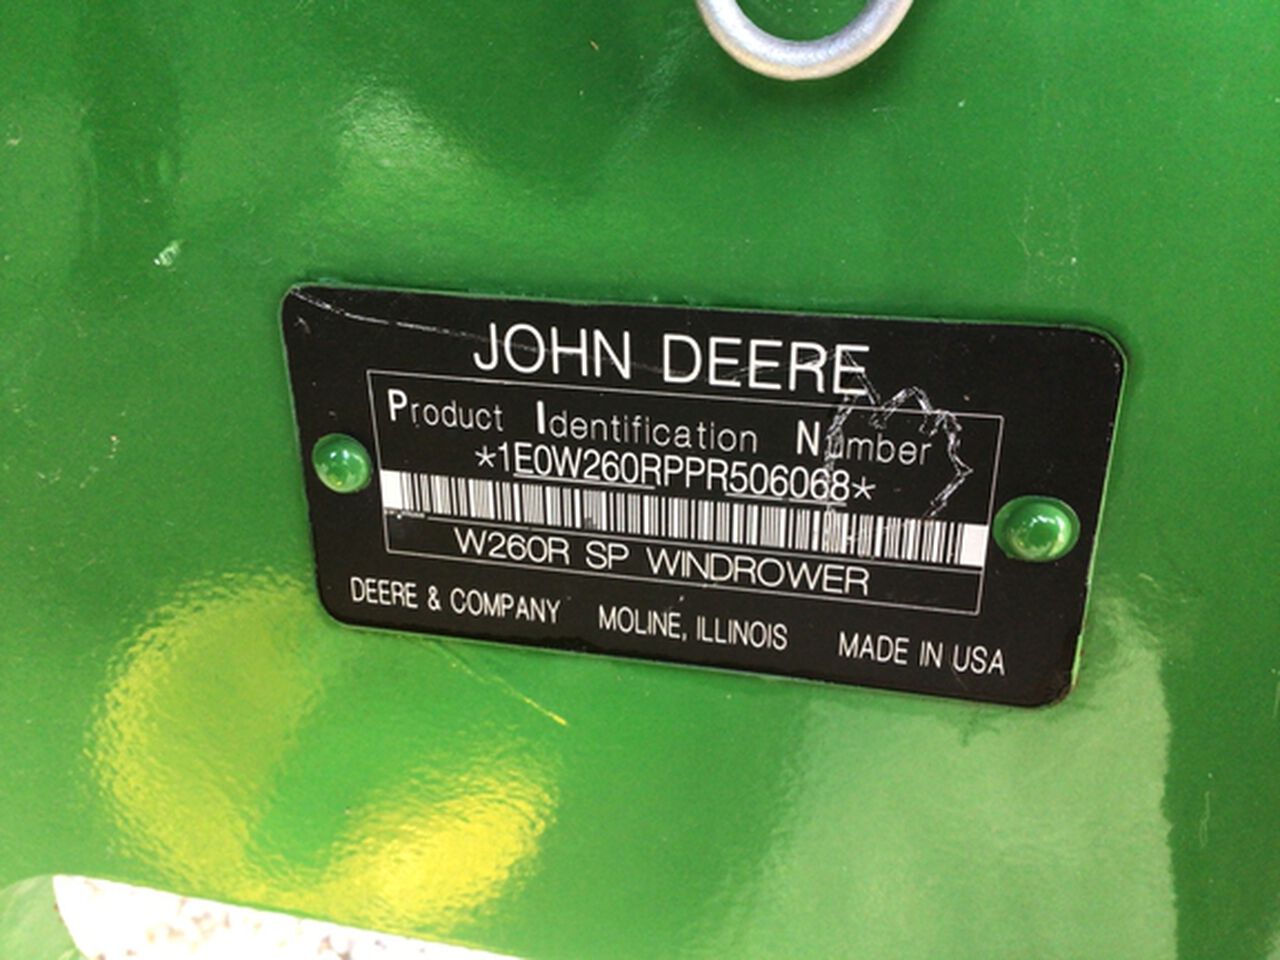 JOHN DEERE
Product Identification Number
*1E0W260RPPR506068*
W260R SP WINDROWER
DEERE & COMPANY MOLINE, ILLINOIS MADE IN USA